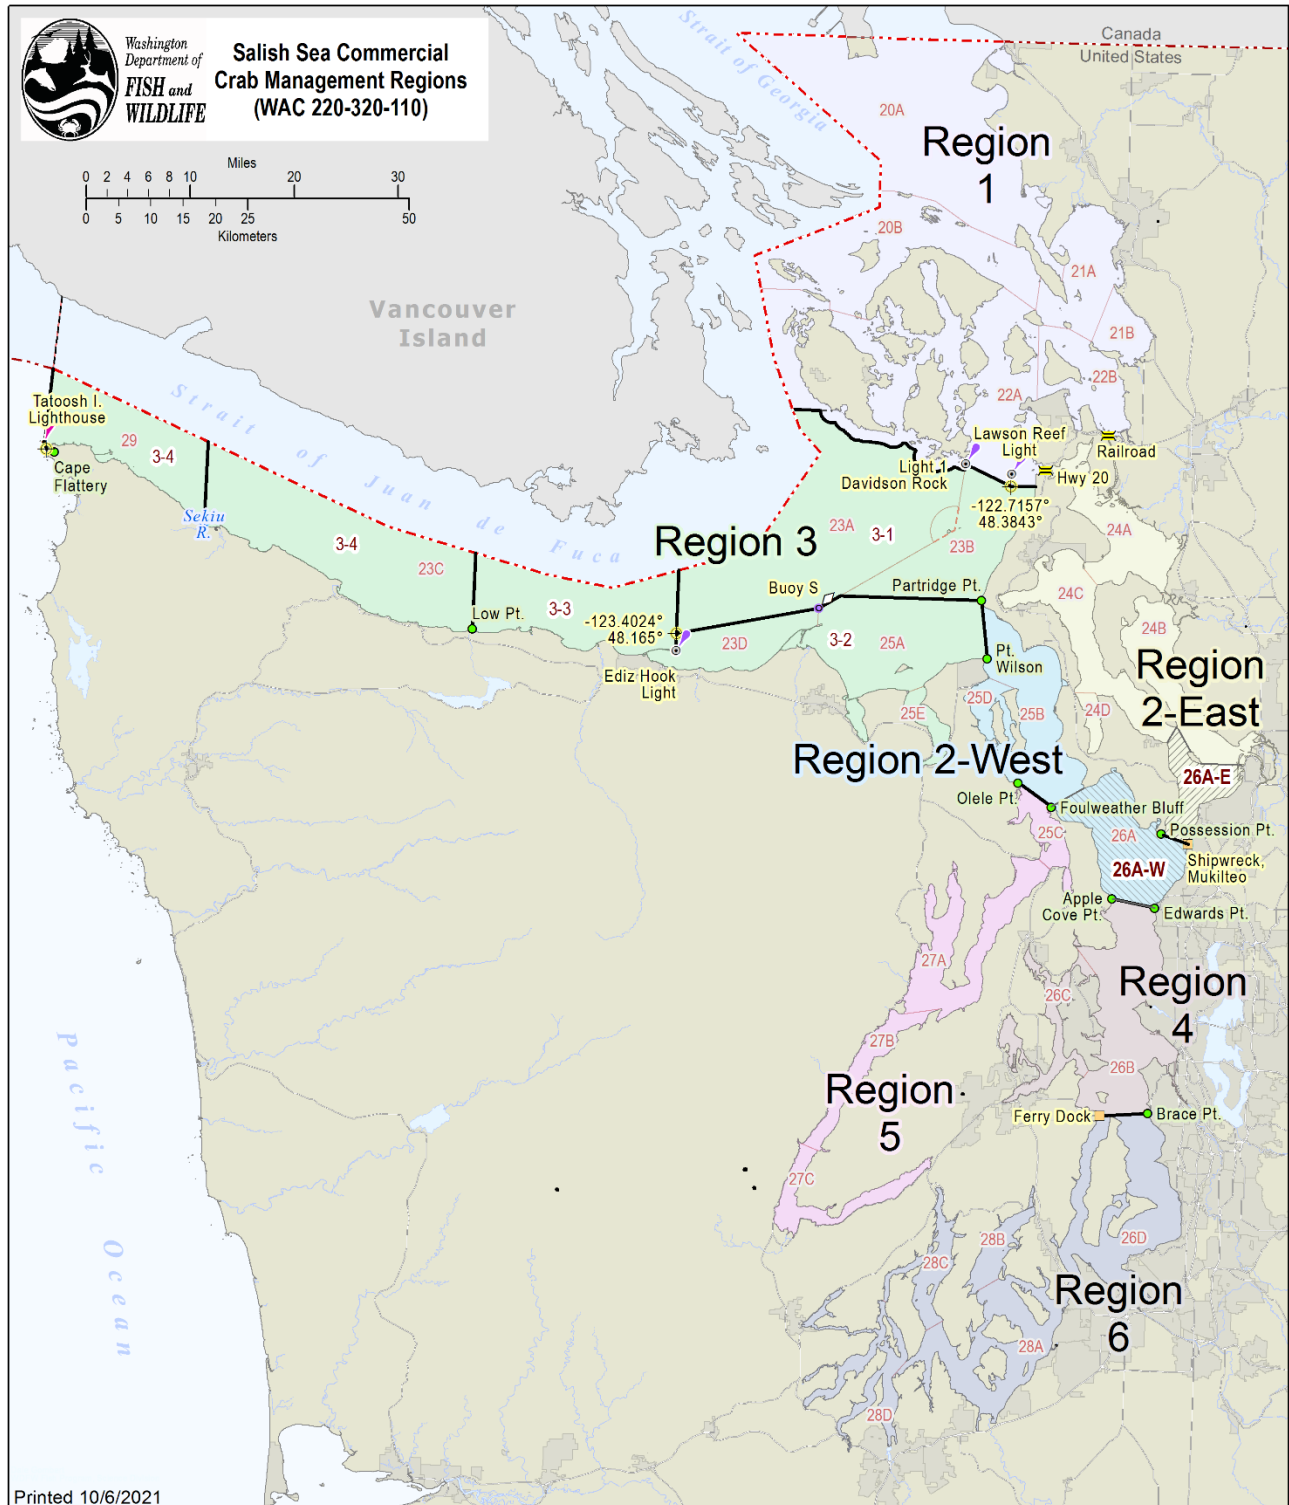 Washington
Department of
FISH and
WILDLIFE
Salish Sea Commercial
Crab Management Regions
(WAC 220-320-110)
Miles
0 2 4 6 8 10 20 30
0 5 10 15 20 25 50
Kilometers
Canada
United States
Strait of Georgia
20A
Region
1
20B
21A
21B
22B
22A
Vancouver
Island
Strait of Juan de Fuca
Tatoosh I.
Lighthouse
29
3-4
Cape
Flattery
Sekiu
R.
3-4
23C
Low Pt.
3-3
Region 3
Lawson Reef
Light
Railroad
Light 1
Davidson Rock
Hwy 20
-122.7157°
48.3843°
23A
3-1
23B
24A
Buoy S
Partridge Pt.
24C
-123.4024°
48.165°
23D
3-2
25A
24B
Ediz Hook
Light
Pt.
Wilson
Region
2-East
25D
25B
24D
25E
Region 2-West
26A-E
Olele Pt.
Foulweather Bluff
25C
26A
Possession Pt.
26A-W
Shipwreck,
Mukilteo
Apple
Cove Pt.
Edwards Pt.
27A
26C
Region
4
27B
26B
Region
5
Ferry Dock
Brace Pt.
27C
28B
26D
28C
Region
6
28A
28D
Pacific Ocean
Printed 10/6/2021